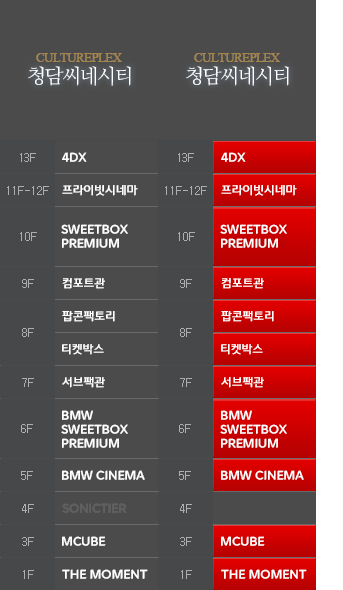 CULTUREPLEX
청담씨네시티
13F 4DX
11F-12F 프라이빗시네마
10F SWEETBOX
PREMIUM
9F 컴포트관
8F 팝콘팩토리
티켓박스
7F 서브팩관
6F BMW
SWEETBOX
PREMIUM
5F BMW CINEMA
4F SONICTIER
3F MCUBE
1F THE MOMENT
CULTUREPLEX
청담씨네시티
13F 4DX
11F-12F 프라이빗시네마
10F SWEETBOX
PREMIUM
9F 컴포트관
8F 팝콘팩토리
티켓박스
7F 서브팩관
6F BMW
SWEETBOX
PREMIUM
5F BMW CINEMA
4F
3F MCUBE
1F THE MOMENT